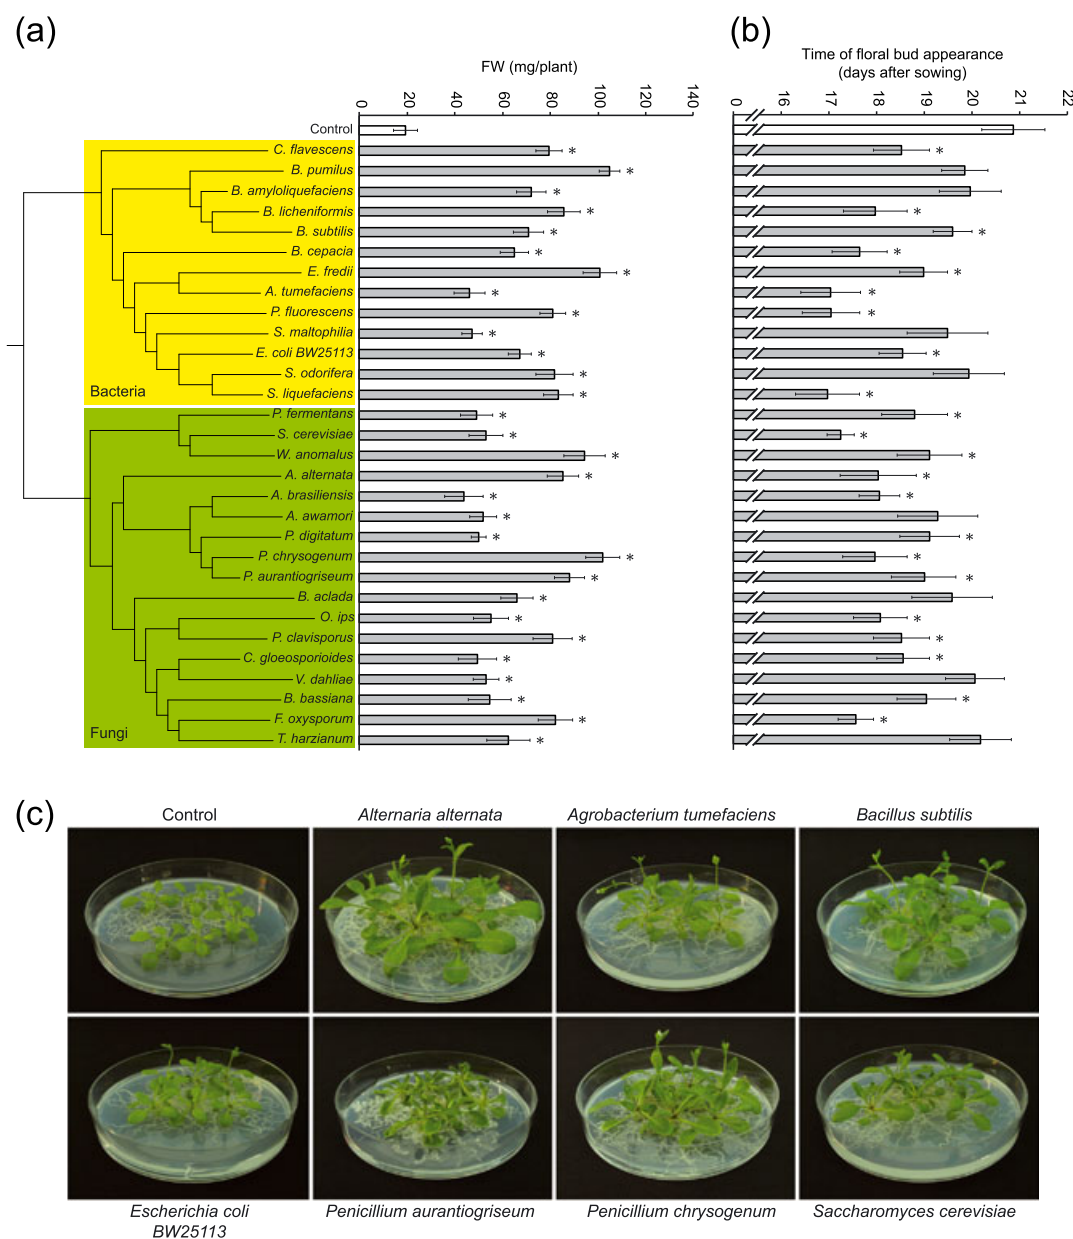 (a)
(b)
FW (mg/plant)
Time of floral bud appearance
(days after sowing)
0 20 40 60 80 100 120 140
0 16 17 18 19 20 21 22
Control
C. flavescens *
*
B. pumilus *
B. amyloliquefaciens *
B. licheniformis *
*
B. subtilis *
*
B. cepacia *
*
E. fredii *
*
A. tumefaciens *
*
P. fluorescens *
*
S. maltophilia *
E. coli BW25113 *
*
S. odorifera *
S. liquefaciens *
*
Bacteria
P. fermentans *
*
S. cerevisiae *
*
W. anomalus *
*
A. alternata *
*
A. brasiliensis *
*
A. awamori *
P. digitatum *
*
P. chrysogenum *
*
P. aurantiogriseum *
*
B. aclada *
O. ips *
*
P. clavisporus *
*
C. gloeosporioides *
*
V. dahliae *
B. bassiana *
*
F. oxysporum *
*
T. harzianum *
Fungi
(c)
Control
Alternaria alternata
Agrobacterium tumefaciens
Bacillus subtilis
Escherichia coli
BW25113
Penicillium aurantiogriseum
Penicillium chrysogenum
Saccharomyces cerevisiae